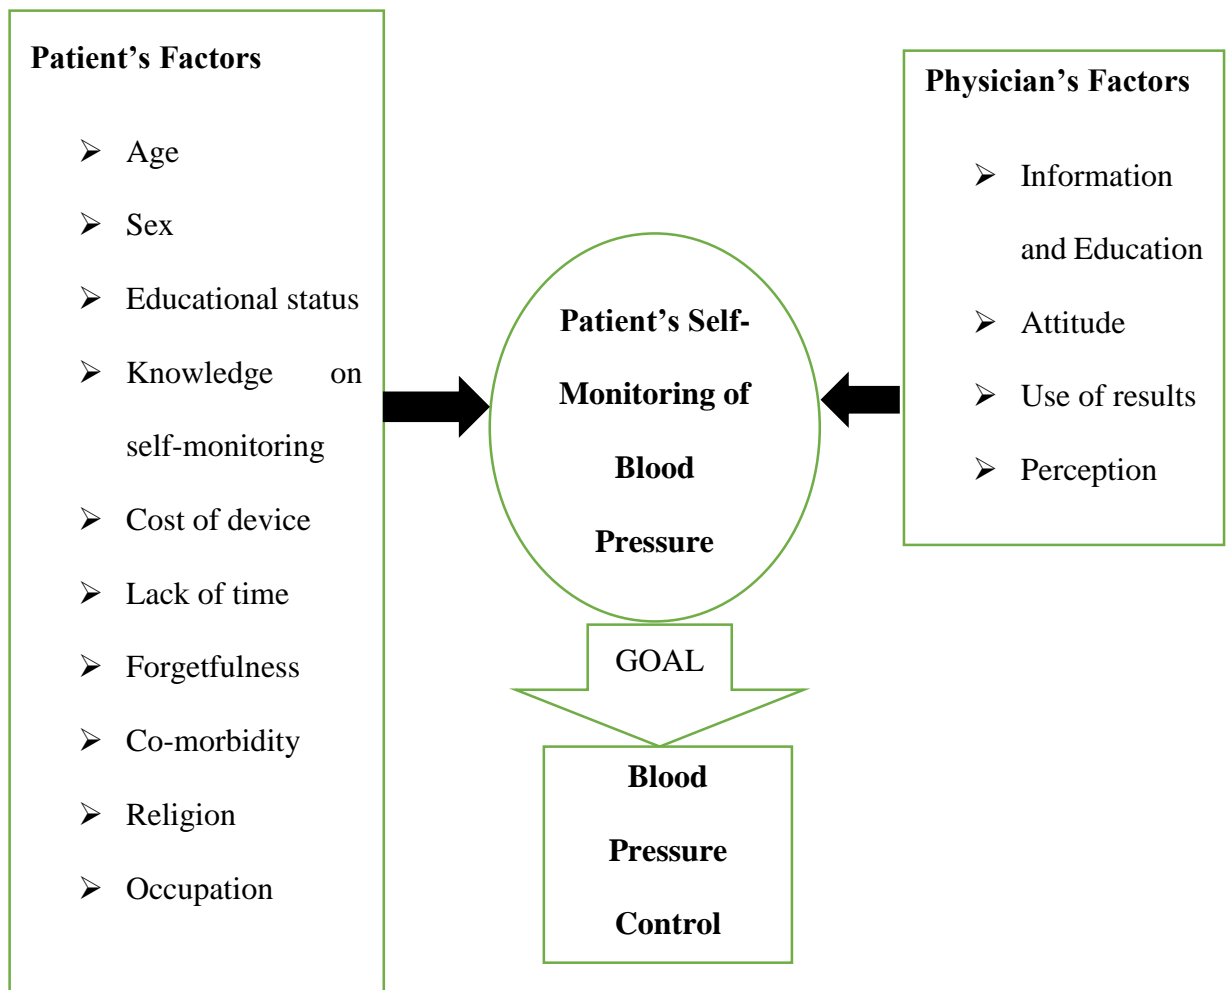 Patient’s Factors
➢ Age
➢ Sex
➢ Educational status
➢ Knowledge on
self-monitoring
➢ Cost of device
➢ Lack of time
➢ Forgetfulness
➢ Co-morbidity
➢ Religion
➢ Occupation
Patient’s Self-
Monitoring of
Blood
Pressure
GOAL
Blood
Pressure
Control
Physician’s Factors
➢ Information
and Education
➢ Attitude
➢ Use of results
➢ Perception